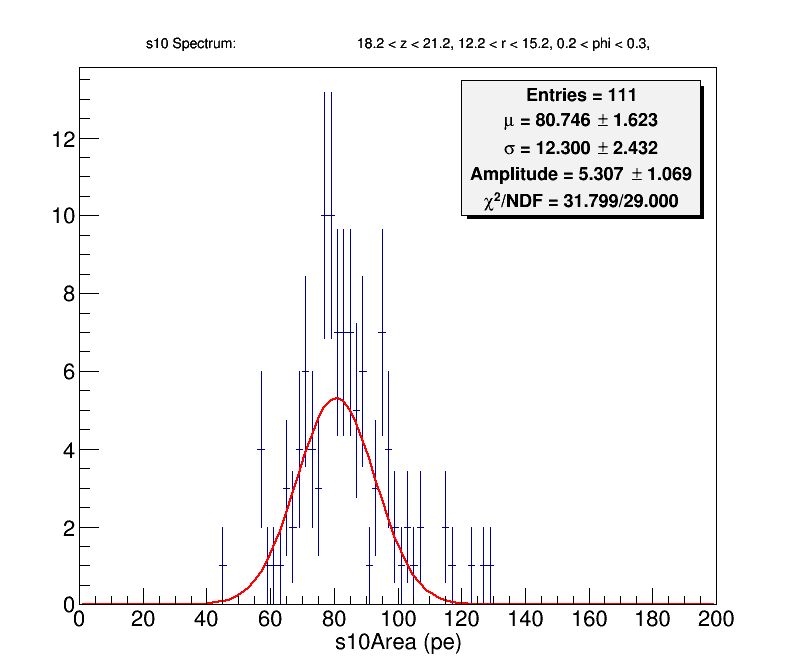 s10 Spectrum: 18.2 < z < 21.2, 12.2 < r < 15.2, 0.2 < phi < 0.3,
Entries = 111
μ = 80.746 ± 1.623
σ = 12.300 ± 2.432
Amplitude = 5.307 ± 1.069
χ²/NDF = 31.799/29.000
12
10
8
6
4
2
0
0 20 40 60 80 100 120 140 160 180 200
s10Area (pe)